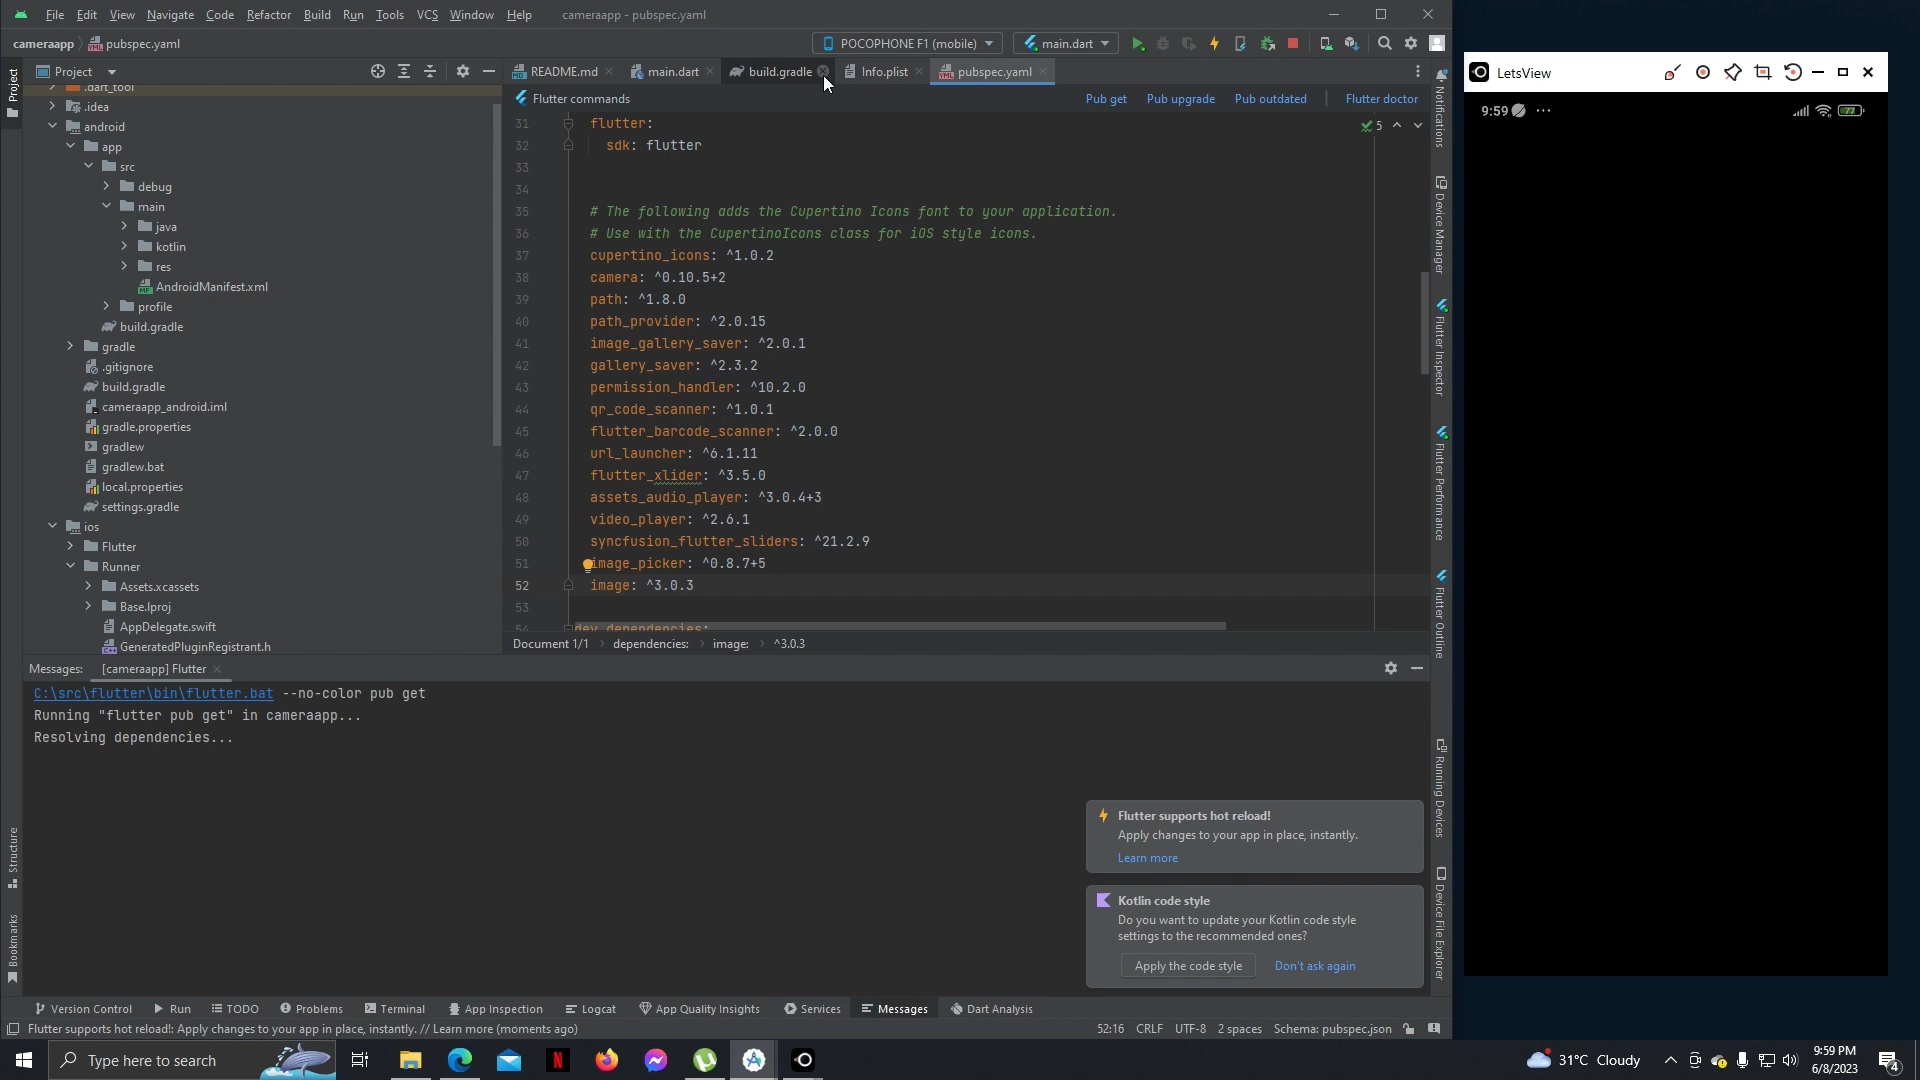 File Edit View Navigate Code Refactor Build Run Tools VCS Window Help cameraapp - pubspec.yaml
cameraapp pubspec.yaml
POCOPHONE F1 (mobile) main.dart
Project
README.md main.dart build.gradle Info.plist pubspec.yaml
Flutter commands
Pub get Pub upgrade Pub outdated Flutter doctor
.dart_tool
.idea
android
app
src
debug
main
java
kotlin
res
AndroidManifest.xml
profile
build.gradle
gradle
.gitignore
build.gradle
cameraapp_android.iml
gradle.properties
gradlew
gradlew.bat
local.properties
settings.gradle
ios
Flutter
Runner
Assets.xcassets
Base.lproj
AppDelegate.swift
GeneratedPluginRegistrant.h
5
31 flutter:
32 sdk: flutter
33
34
35 # The following adds the Cupertino Icons font to your application.
36 # Use with the CupertinoIcons class for iOS style icons.
37 cupertino_icons: ^1.0.2
38 camera: ^0.10.5+2
39 path: ^1.8.0
40 path_provider: ^2.0.15
41 image_gallery_saver: ^2.0.1
42 gallery_saver: ^2.3.2
43 permission_handler: ^10.2.0
44 qr_code_scanner: ^1.0.1
45 flutter_barcode_scanner: ^2.0.0
46 url_launcher: ^6.1.11
47 flutter_xlider: ^3.5.0
48 assets_audio_player: ^3.0.4+3
49 video_player: ^2.6.1
50 syncfusion_flutter_sliders: ^21.2.9
51 image_picker: ^0.8.7+5
52 image: ^3.0.3
53
54 dev_dependencies:
Document 1/1 dependencies: image: ^3.0.3
Messages: [cameraapp] Flutter
C:\src\flutter\bin\flutter.bat --no-color pub get
Running "flutter pub get" in cameraapp...
Resolving dependencies...
Flutter supports hot reload!
Apply changes to your app in place, instantly.
Learn more
Kotlin code style
Do you want to update your Kotlin code style
settings to the recommended ones?
Apply the code style Don't ask again
Project
Structure
Bookmarks
Notifications
Device Manager
Flutter Inspector
Flutter Performance
Flutter Outline
Running Devices
Device File Explorer
Version Control Run TODO Problems Terminal App Inspection Logcat App Quality Insights Services Messages Dart Analysis
Flutter supports hot reload!: Apply changes to your app in place, instantly. // Learn more (moments ago)
52:16 CRLF UTF-8 2 spaces Schema: pubspec.json
LetsView
9:59 ... 77
Type here to search
31°C Cloudy
9:59 PM
6/8/2023
4